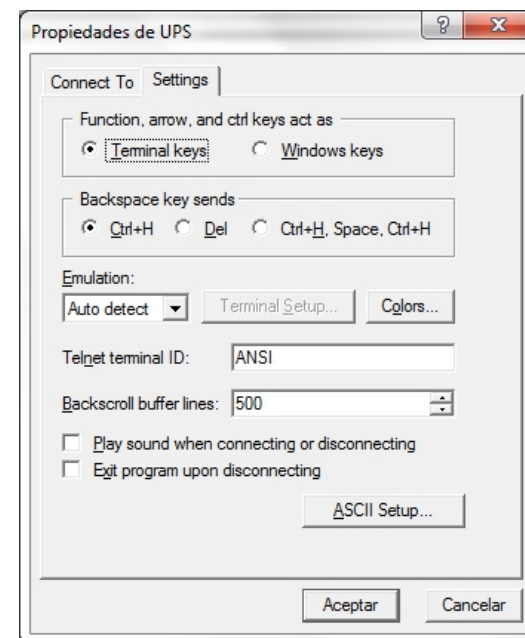 Propiedades de UPS
Connect To Settings
Function, arrow, and ctrl keys act as
Terminal keys Windows keys
Backspace key sends
Ctrl+H Del Ctrl+H, Space, Ctrl+H
Emulation:
Auto detect Terminal Setup... Colors...
Telnet terminal ID: ANSI
Backscroll buffer lines: 500
Play sound when connecting or disconnecting
Exit program upon disconnecting
ASCII Setup...
Aceptar Cancelar